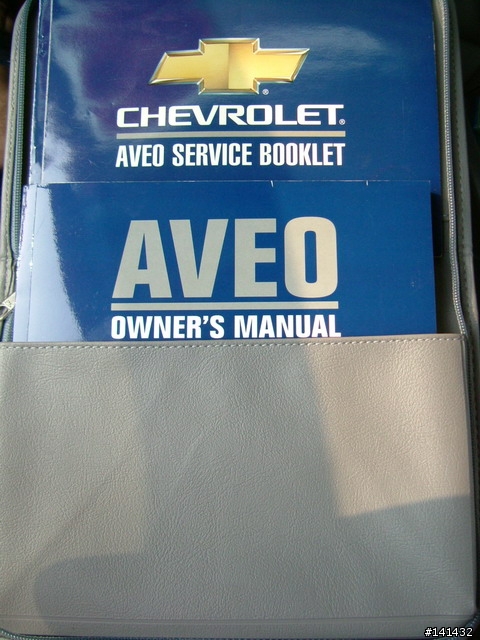 CHEVROLET®
AVEO SERVICE BOOKLET
AVEO
OWNER'S MANUAL
#141432